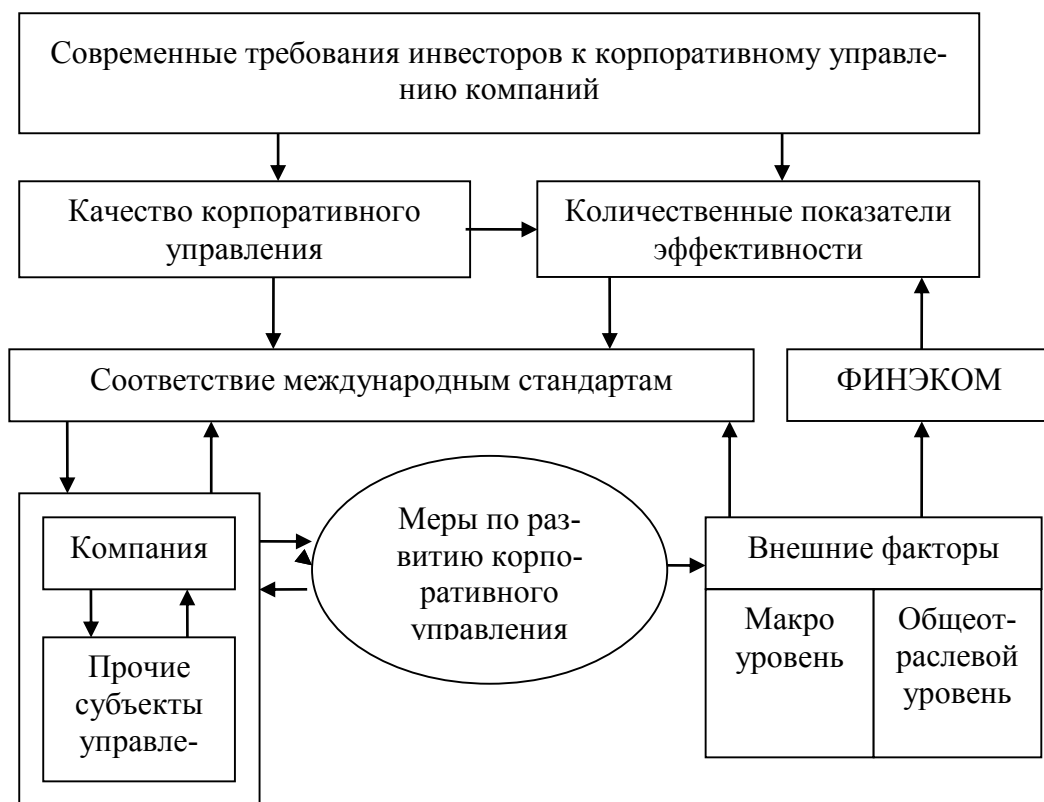 Современные требования инвесторов к корпоративному управле-
нию компаний
Качество корпоративного
управления
Количественные показатели
эффективности
Соответствие международным стандартам
ФИНЭКОМ
Компания
Прочие
субъекты
управле-
Меры по раз-
витию корпо-
ративного
управления
Внешние факторы
Макро
уровень
Общеот-
раслевой
уровень